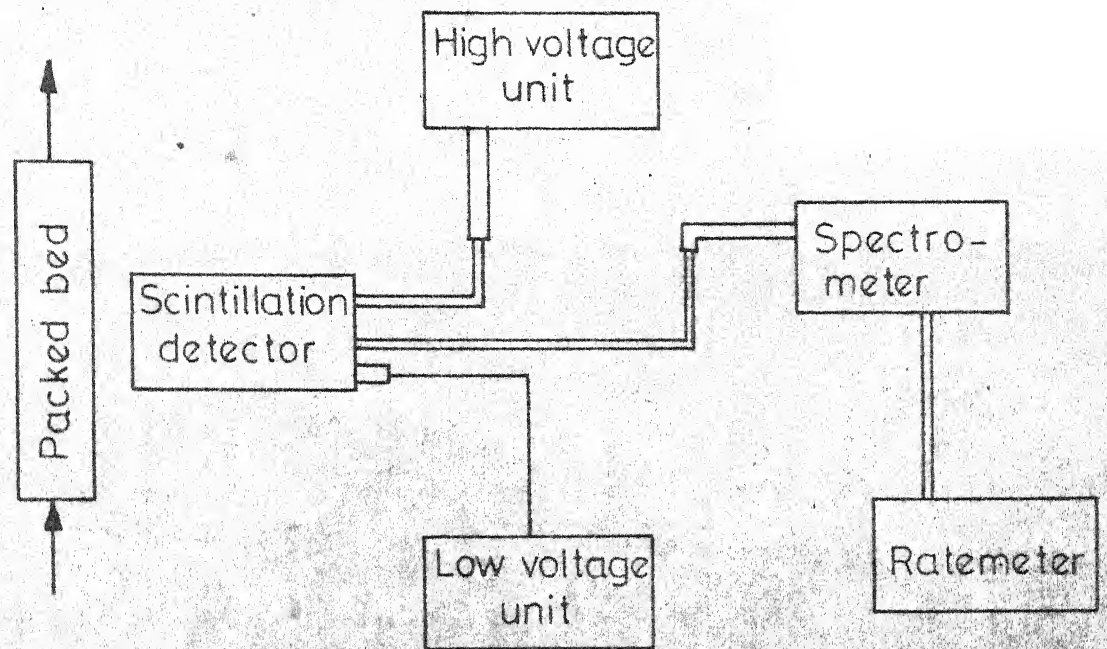 High voltage
unit
Packed bed
Scintillation
detector
Spectro-
meter
Low voltage
unit
Ratemeter